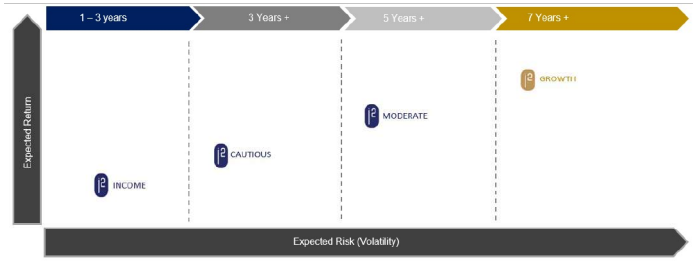 1 – 3 years
3 Years +
5 Years +
7 Years +
Expected Return
GROWTH
MODERATE
CAUTIOUS
INCOME
Expected Risk (Volatility)